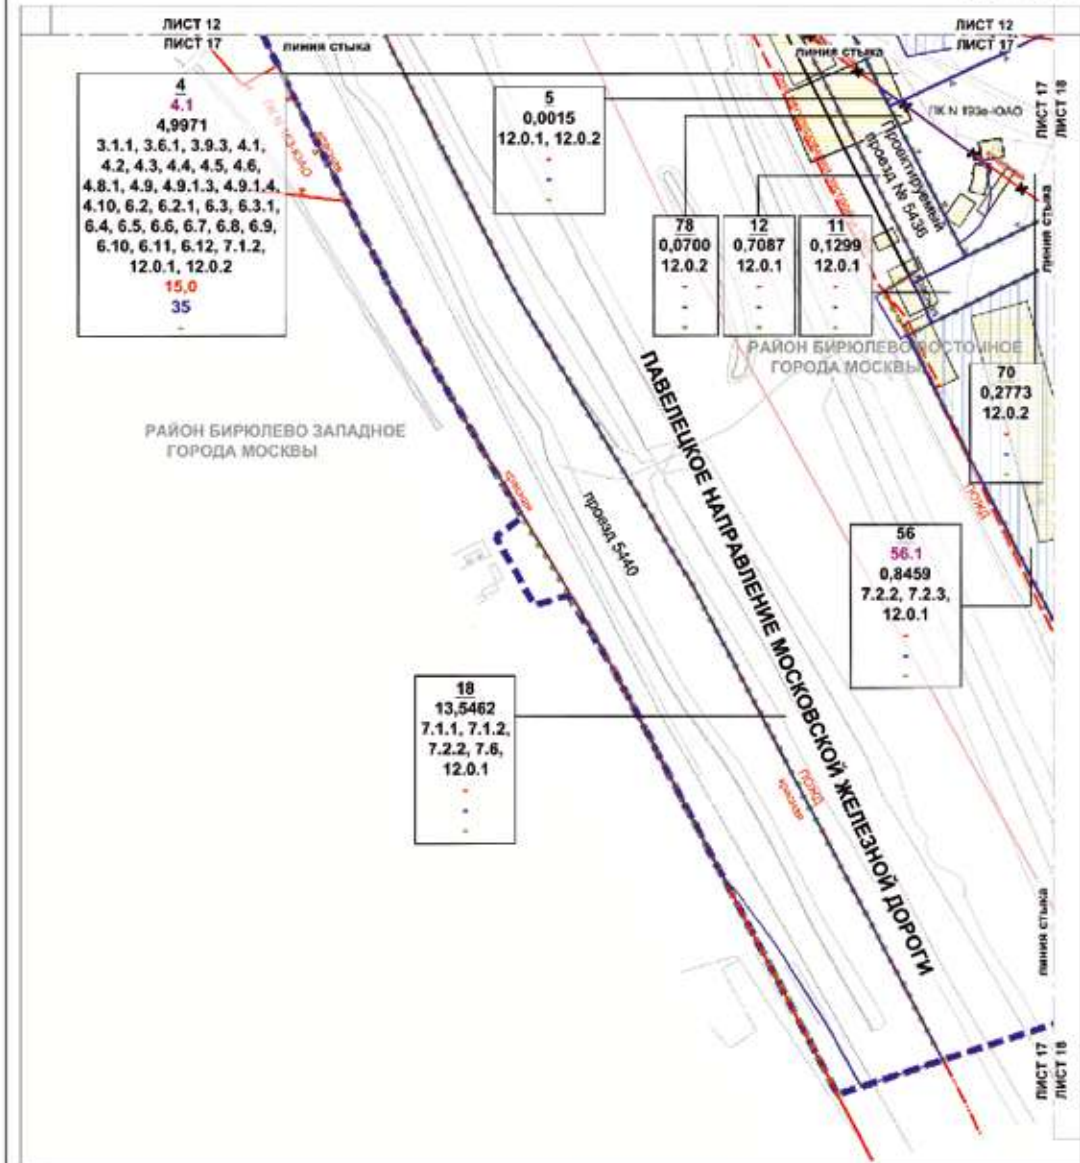 ЛИСТ 12
ЛИСТ 17
линия стыка
ЛИСТ 12
ЛИСТ 17
линия стыка
ЛИСТ 17
ЛИСТ 18
4
4.1
4,9971
3.1.1, 3.6.1, 3.9.3, 4.1,
4.2, 4.3, 4.4, 4.5, 4.6,
4.8.1, 4.9, 4.9.1.3, 4.9.1.4,
4.10, 6.2, 6.2.1, 6.3, 6.3.1,
6.4, 6.5, 6.6, 6.7, 6.8, 6.9,
6.10, 6.11, 6.12, 7.1.2,
12.0.1, 12.0.2
15,0
35
-
5
0,0015
12.0.1, 12.0.2
-
-
-
ПК N 193в-ЮАО
Проектируемый
проезд № 5436
линия стыка
78
0,0700
12.0.2
-
-
-
12
0,7087
12.0.1
-
-
-
11
0,1299
12.0.1
-
-
-
РАЙОН БИРЮЛЕВО ВОСТОЧНОЕ
ГОРОДА МОСКВЫ
70
0,2773
12.0.2
-
-
-
РАЙОН БИРЮЛЕВО ЗАПАДНОЕ
ГОРОДА МОСКВЫ
ПАВЕЛЕЦКОЕ НАПРАВЛЕНИЕ МОСКОВСКОЙ ЖЕЛЕЗНОЙ ДОРОГИ
проезд 5440
56
56.1
0,8459
7.2.2, 7.2.3,
12.0.1
-
-
-
18
13,5462
7.1.1, 7.1.2,
7.2.2, 7.6,
12.0.1
-
-
-
линия стыка
ЛИСТ 17
ЛИСТ 18